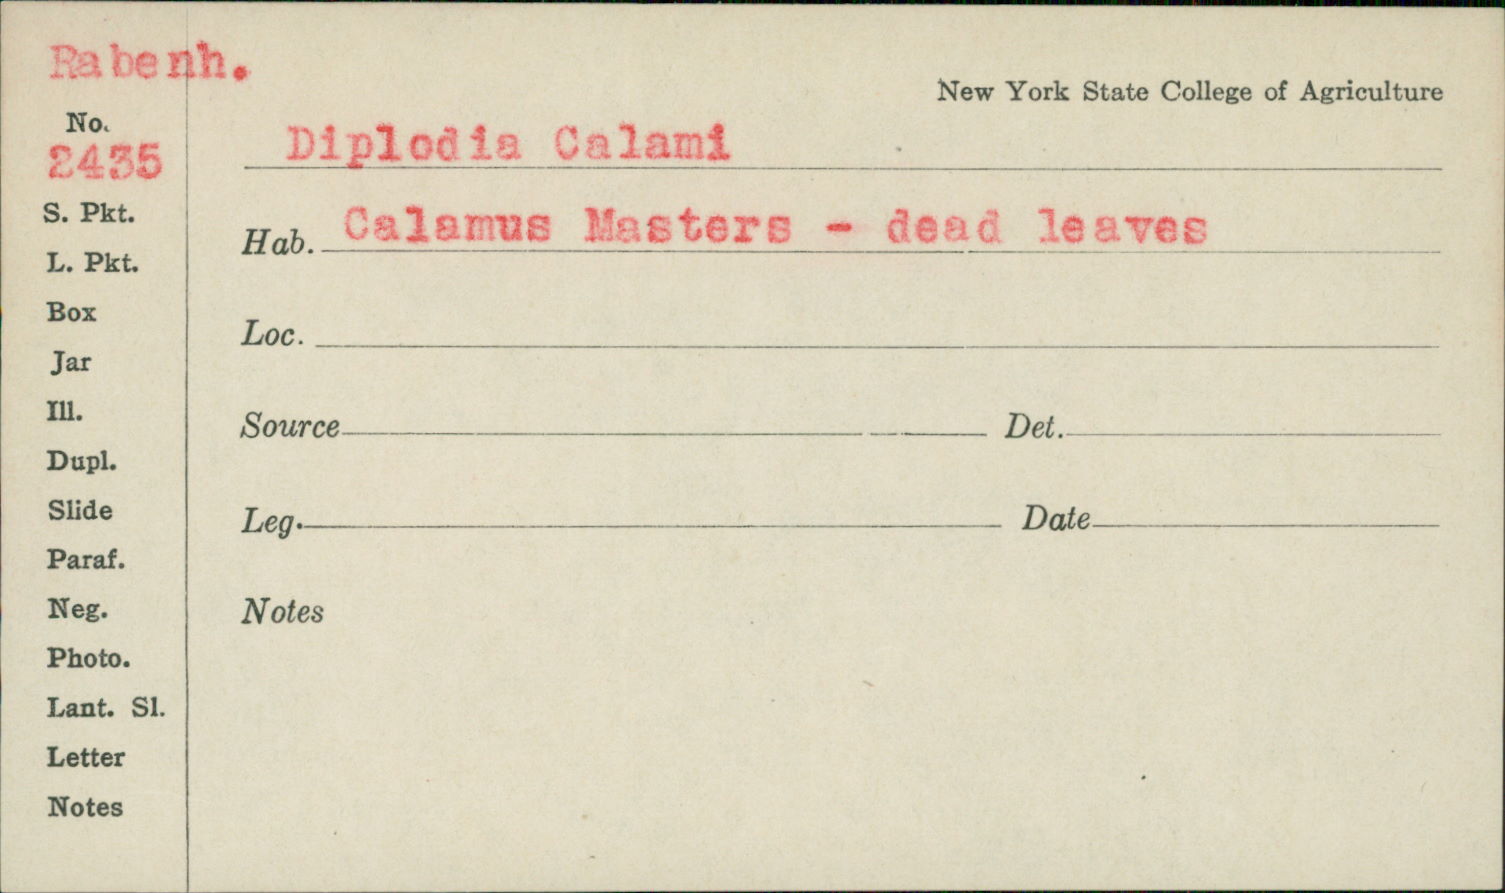 Rabenh.
New York State College of Agriculture
No.
2435
Diplodia Calami
S. Pkt.
Hab. Calamus Masters - dead leaves
L. Pkt.
Box
Loc.
Jar
Ill.
Source Det.
Dupl.
Slide
Leg. Date
Paraf.
Neg.
Notes
Photo.
Lant. Sl.
Letter
Notes